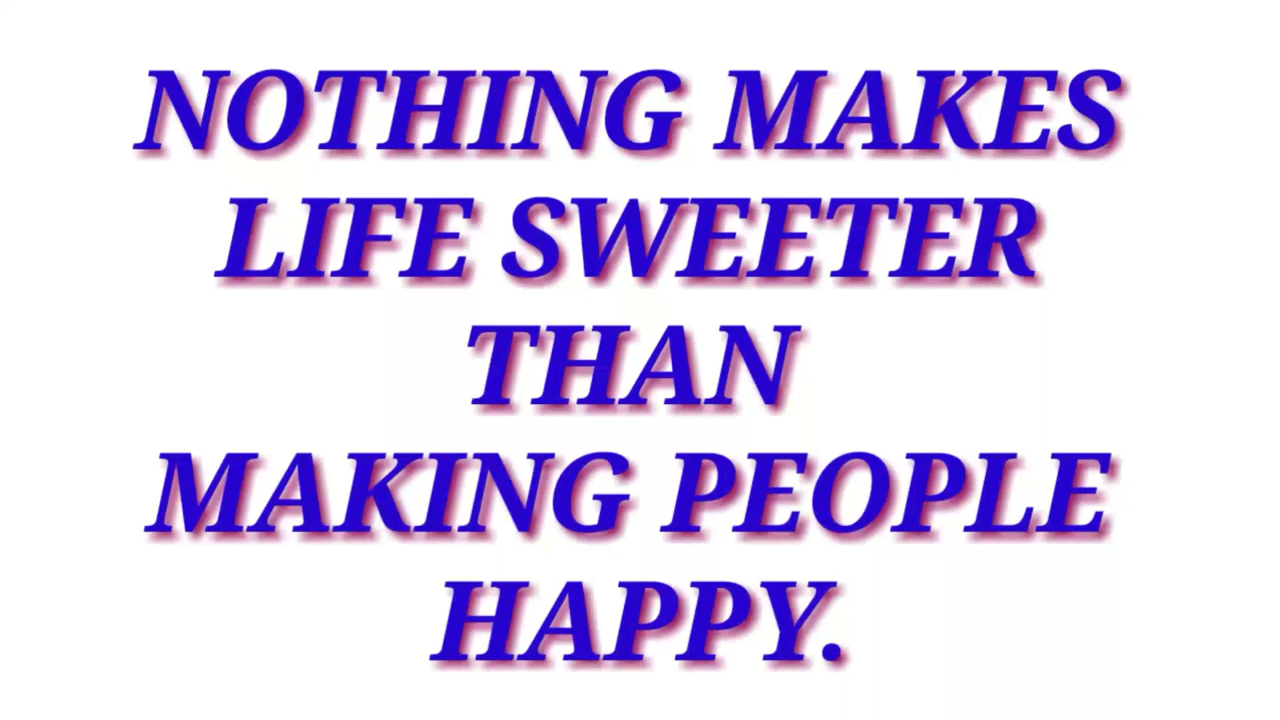 NOTHING MAKES
LIFE SWEETER
THAN
MAKING PEOPLE
HAPPY.